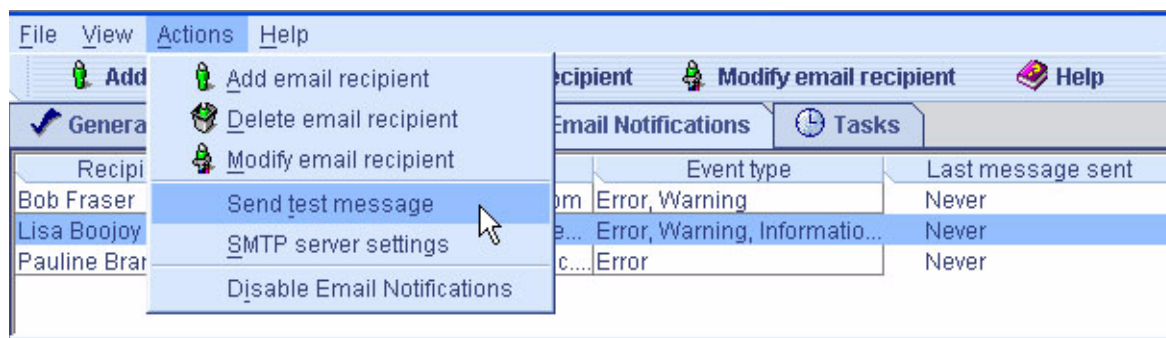 File View Actions Help
Add ecipient Modify email recipient Help
Add email recipient
Delete email recipient
Modify email recipient
Send test message
SMTP server settings
Disable Email Notifications
Genera Email Notifications Tasks
Recipi Event type Last message sent
Bob Fraser om Error, Warning Never
Lisa Boojoy e... Error, Warning, Informatio... Never
Pauline Brar c.... Error Never